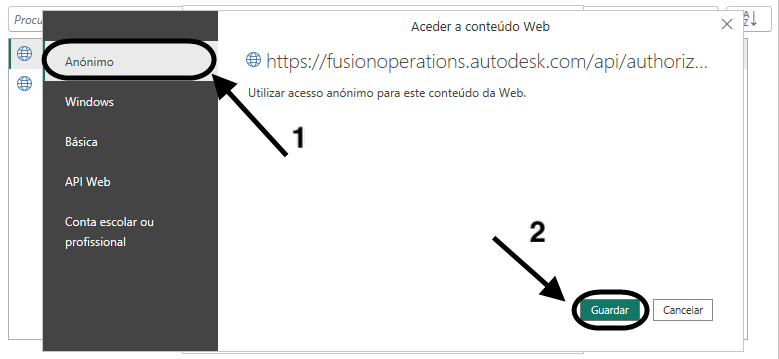 Procu
Aceder a conteúdo Web
Anónimo
https://fusionoperations.autodesk.com/api/authoriz...
Utilizar acesso anónimo para este conteúdo da Web.
Windows
1
Básica
API Web
Conta escolar ou
profissional
2
Guardar
Cancelar